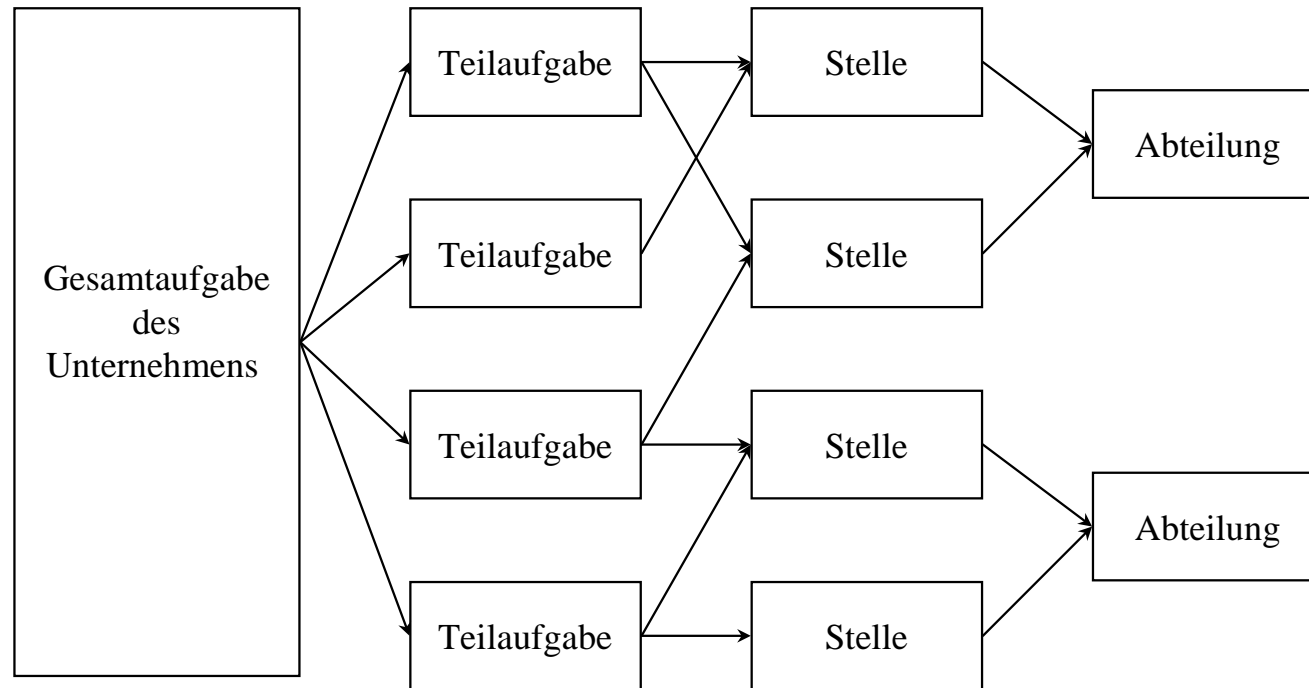 Gesamtaufgabe
des
Unternehmens
Teilaufgabe
Teilaufgabe
Teilaufgabe
Teilaufgabe
Stelle
Stelle
Stelle
Stelle
Abteilung
Abteilung